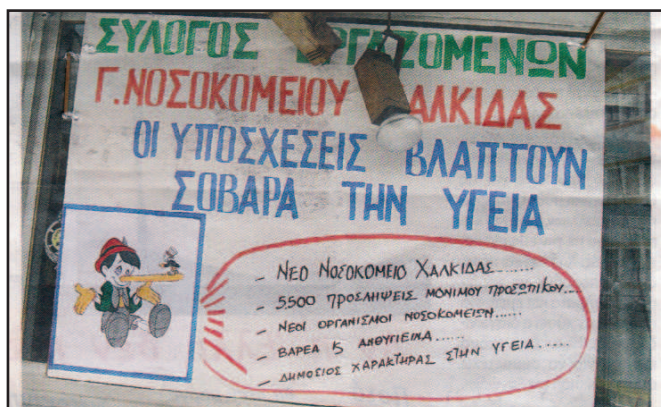 ΣΥΛΟΓΟΣ ΕΡΓΑΖΟΜΕΝΩΝ
Γ.ΝΟΣΟΚΟΜΕΙΟΥ ΧΑΛΚΙΔΑΣ
ΟΙ ΥΠΟΣΧΕΣΕΙΣ ΒΛΑΠΤΟΥΝ
ΣΟΒΑΡΑ ΤΗΝ ΥΓΕΙΑ
- ΝΕΟ ΝΟΣΟΚΟΜΕΙΟ ΧΑΛΚΙΔΑΣ.......
- 5500 ΠΡΟΣΛΗΨΕΙΣ ΜΟΝΙΜΟΥ ΠΡΟΣΩΠΙΚΟΥ...
- ΝΕΟΙ ΟΡΓΑΝΙΣΜΟΙ ΝΟΣΟΚΟΜΕΙΩΝ......
- ΒΑΡΕΑ Κ ΑΝΘΥΓΙΕΙΝΑ......
- ΔΗΜΟΣΙΟΣ ΧΑΡΑΚΤΗΡΑΣ ΣΤΗΝ ΥΓΕΙΑ.....